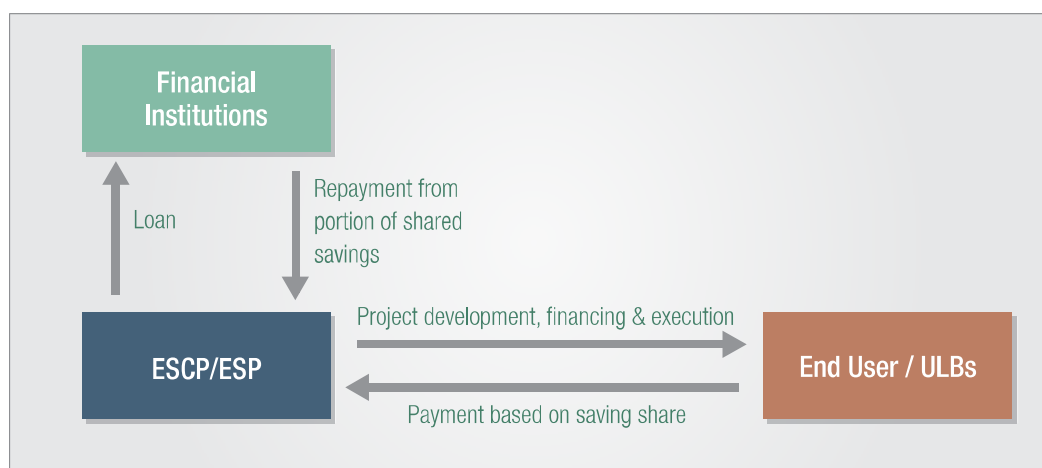 Financial
Institutions
Loan
Repayment from
portion of shared
savings
Project development, financing & execution
ESCP/ESP
End User / ULBs
Payment based on saving share